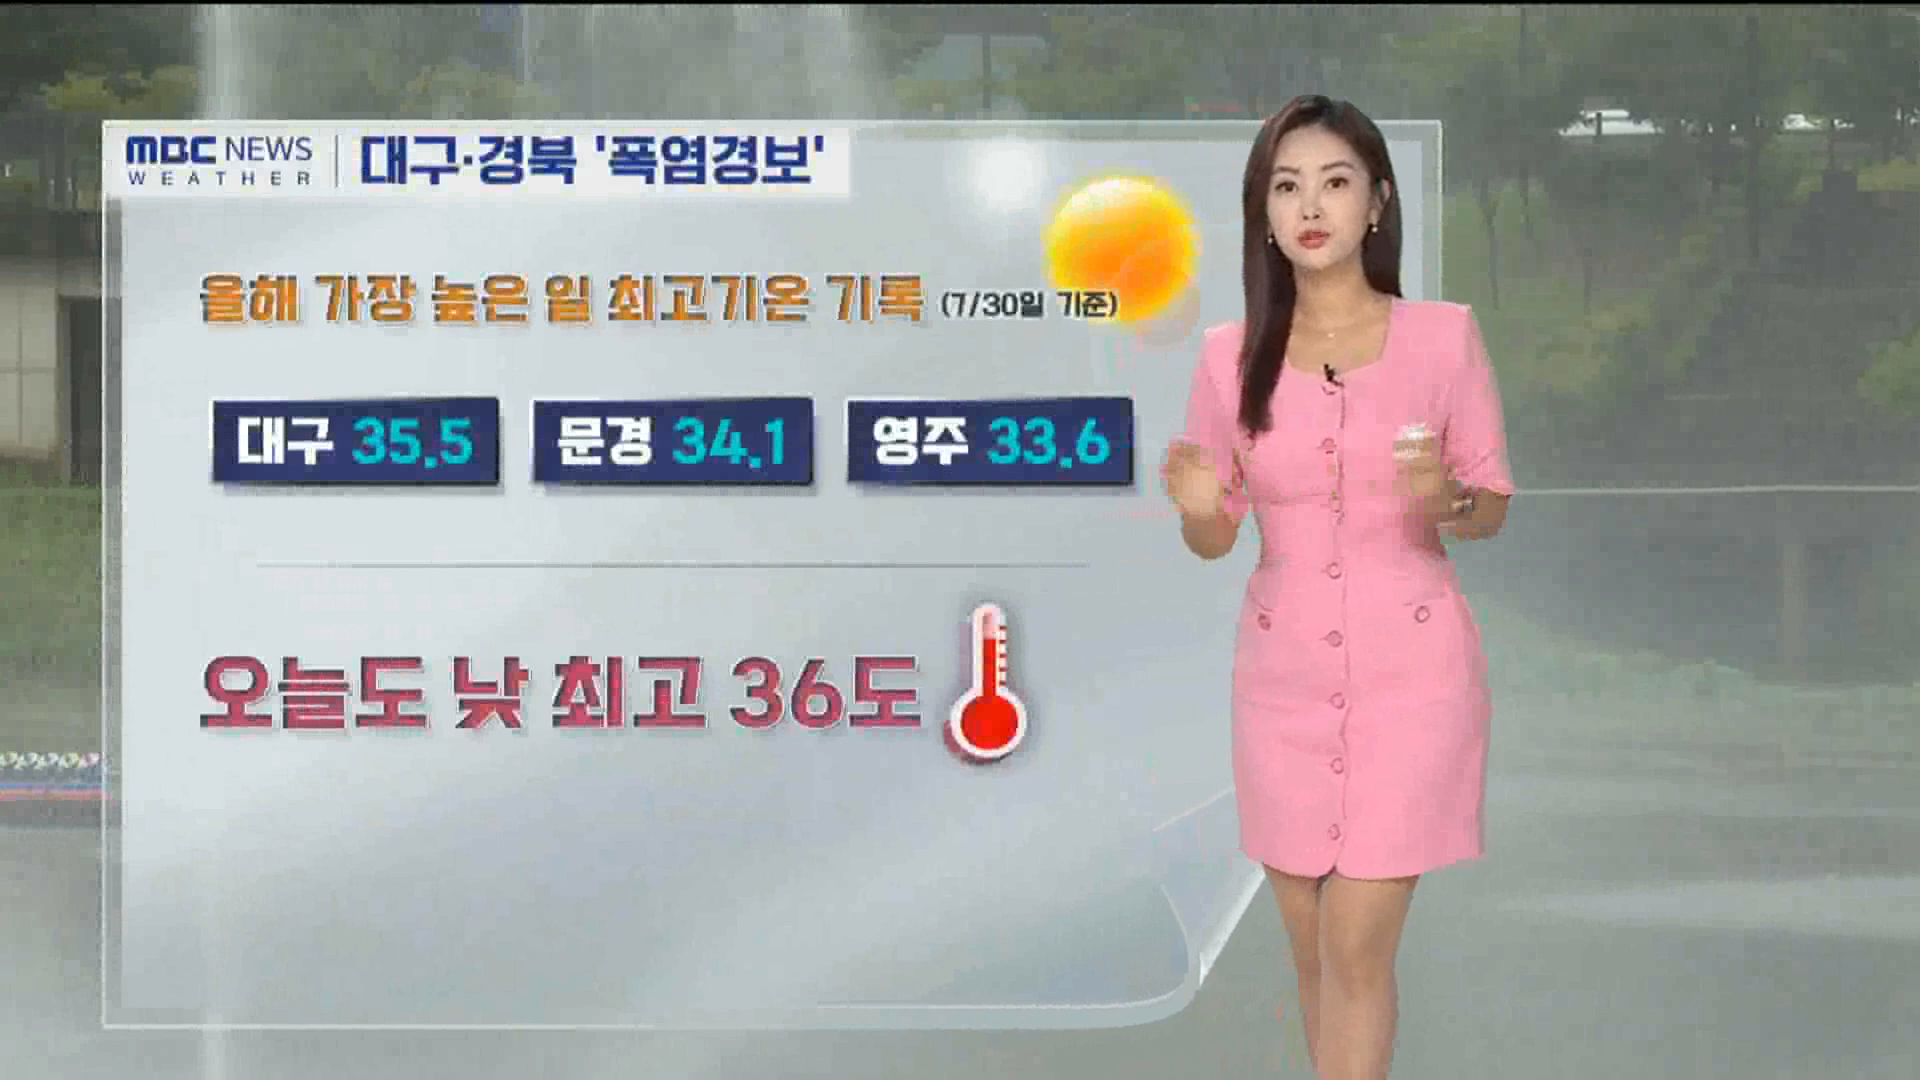 MBC NEWS
WEATHER
대구·경북 '폭염경보'
올해 가장 높은 일 최고기온 기록 (7/30일 기준)
대구 35.5
문경 34.1
영주 33.6
오늘도 낮 최고 36도